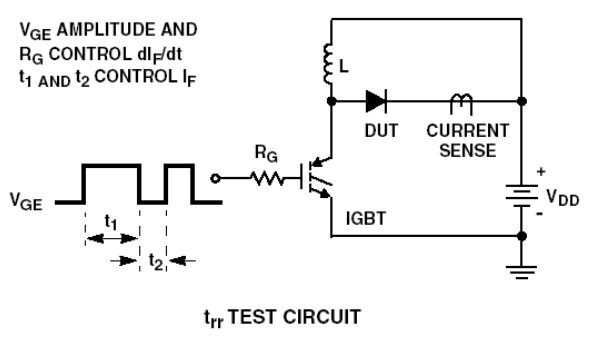 VGE AMPLITUDE AND
RG CONTROL dIF/dt
t1 AND t2 CONTROL IF
L
DUT
CURRENT
SENSE
RG
VGE
t1
t2
IGBT
+
VDD
-
trr TEST CIRCUIT